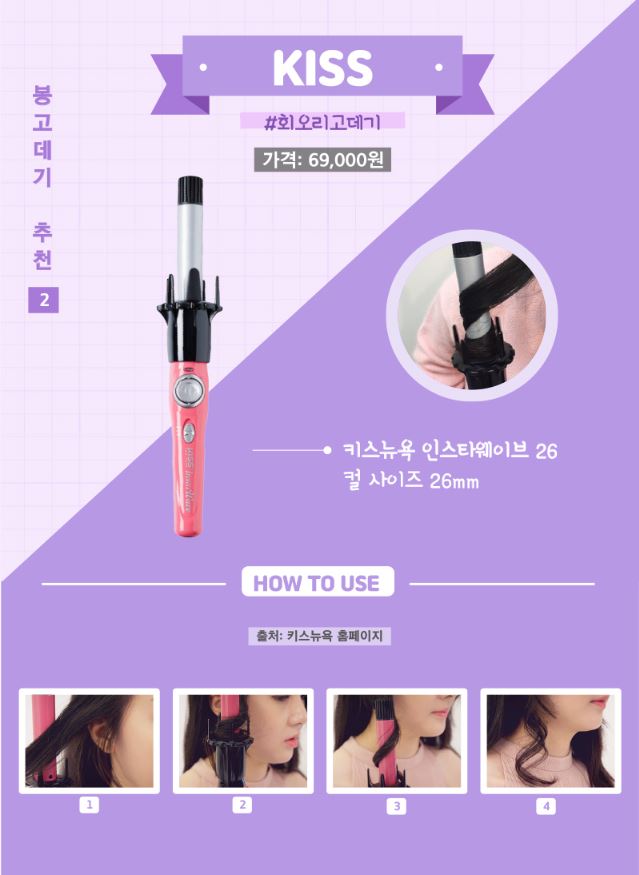 KISS
#회오리고데기
가격: 69,000원
봉고데기 추천
2
KISS
키스뉴욕 인스타웨이브 26
컬 사이즈 26mm
HOW TO USE
출처: 키스뉴욕 홈페이지
1
2
3
4